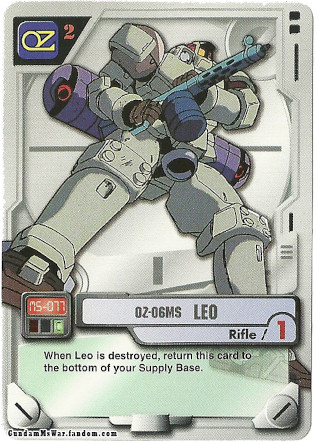 OZ 2
MS-077
C
OZ-06MS LEO
Rifle / 1
When Leo is destroyed, return this card to
the bottom of your Supply Base.
GundamMsWar.fandom.com